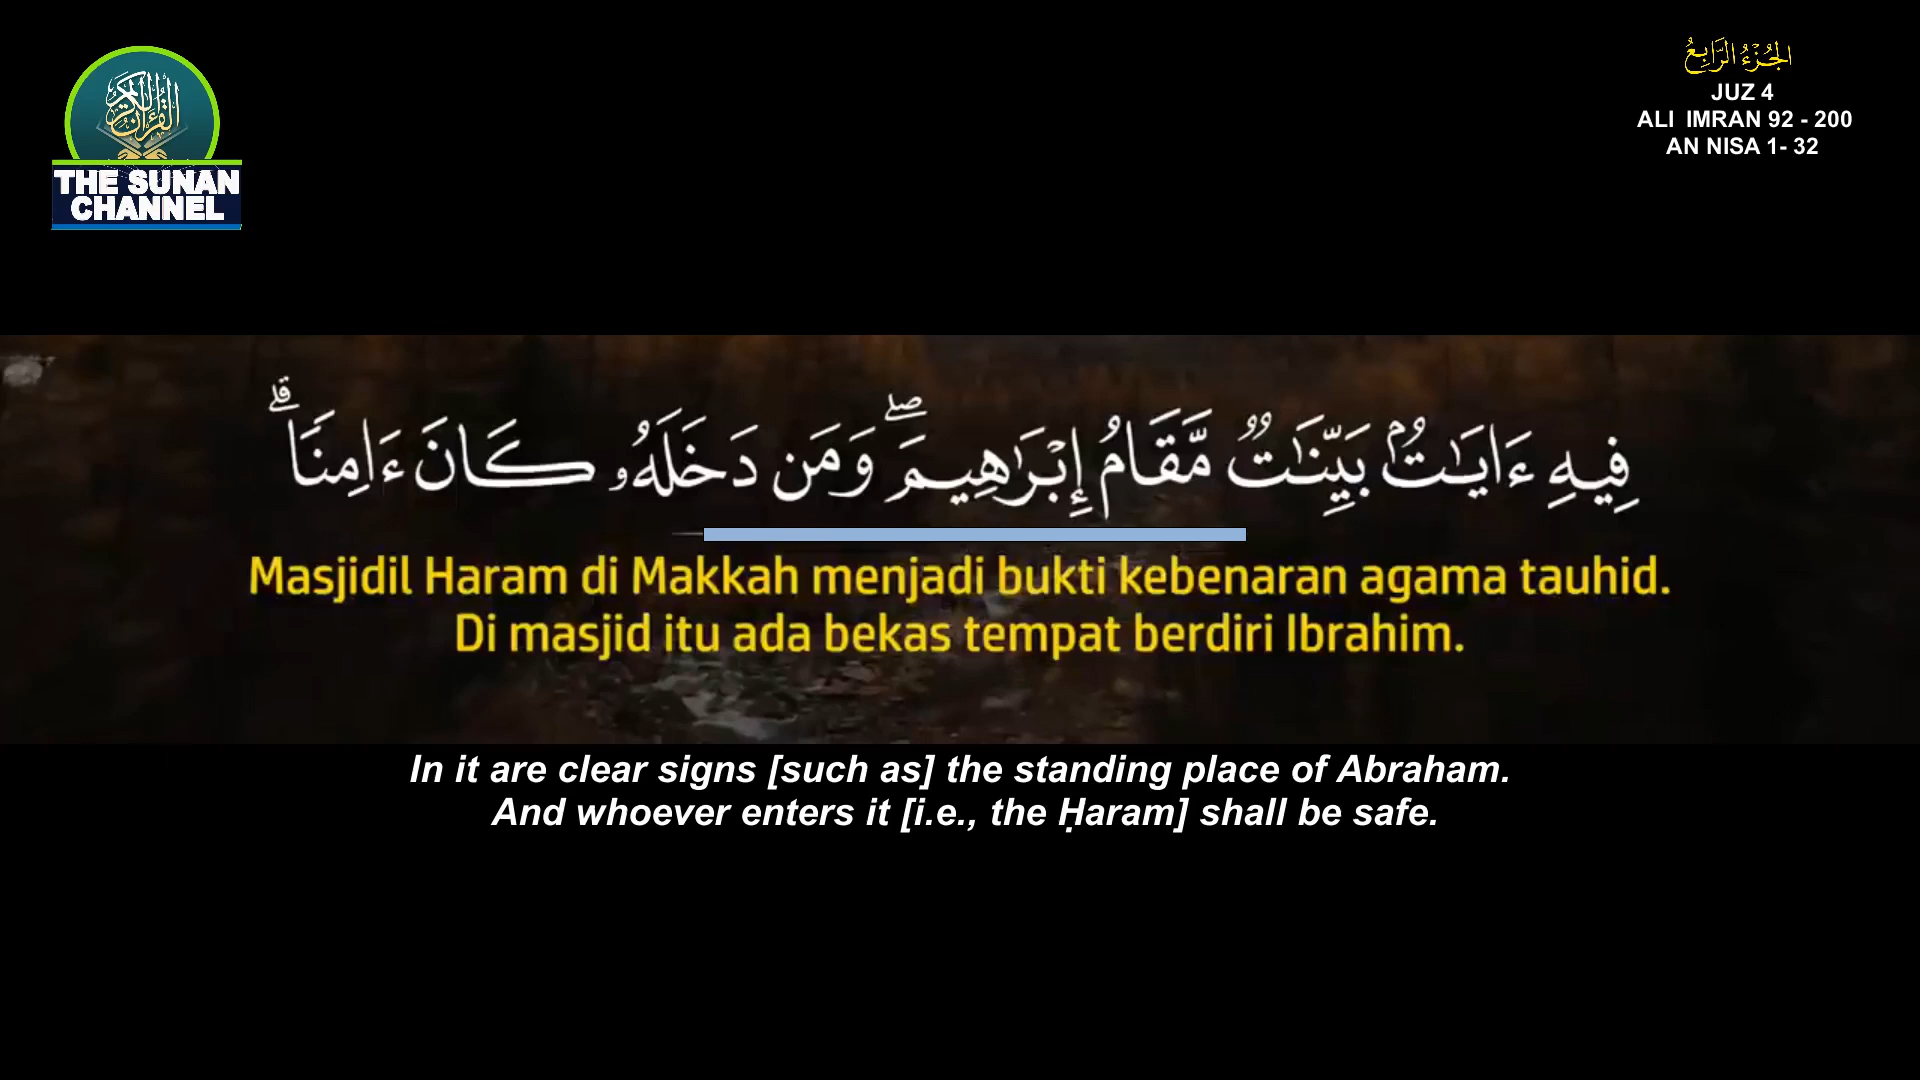 القرآن الكريم
THE SUNAN
CHANNEL
الجُزْءُ الرَّابِعُ
JUZ 4
ALI IMRAN 92 - 200
AN NISA 1- 32
فِيهِ ءَايَـٰتُۢ بَيِّنَـٰتٌ مَّقَامُ إِبْرَٰهِيمَ ۖ وَمَن دَخَلَهُۥ كَانَ ءَامِنًا ۗ
Masjidil Haram di Makkah menjadi bukti kebenaran agama tauhid.
Di masjid itu ada bekas tempat berdiri Ibrahim.
In it are clear signs [such as] the standing place of Abraham.
And whoever enters it [i.e., the Ḥaram] shall be safe.